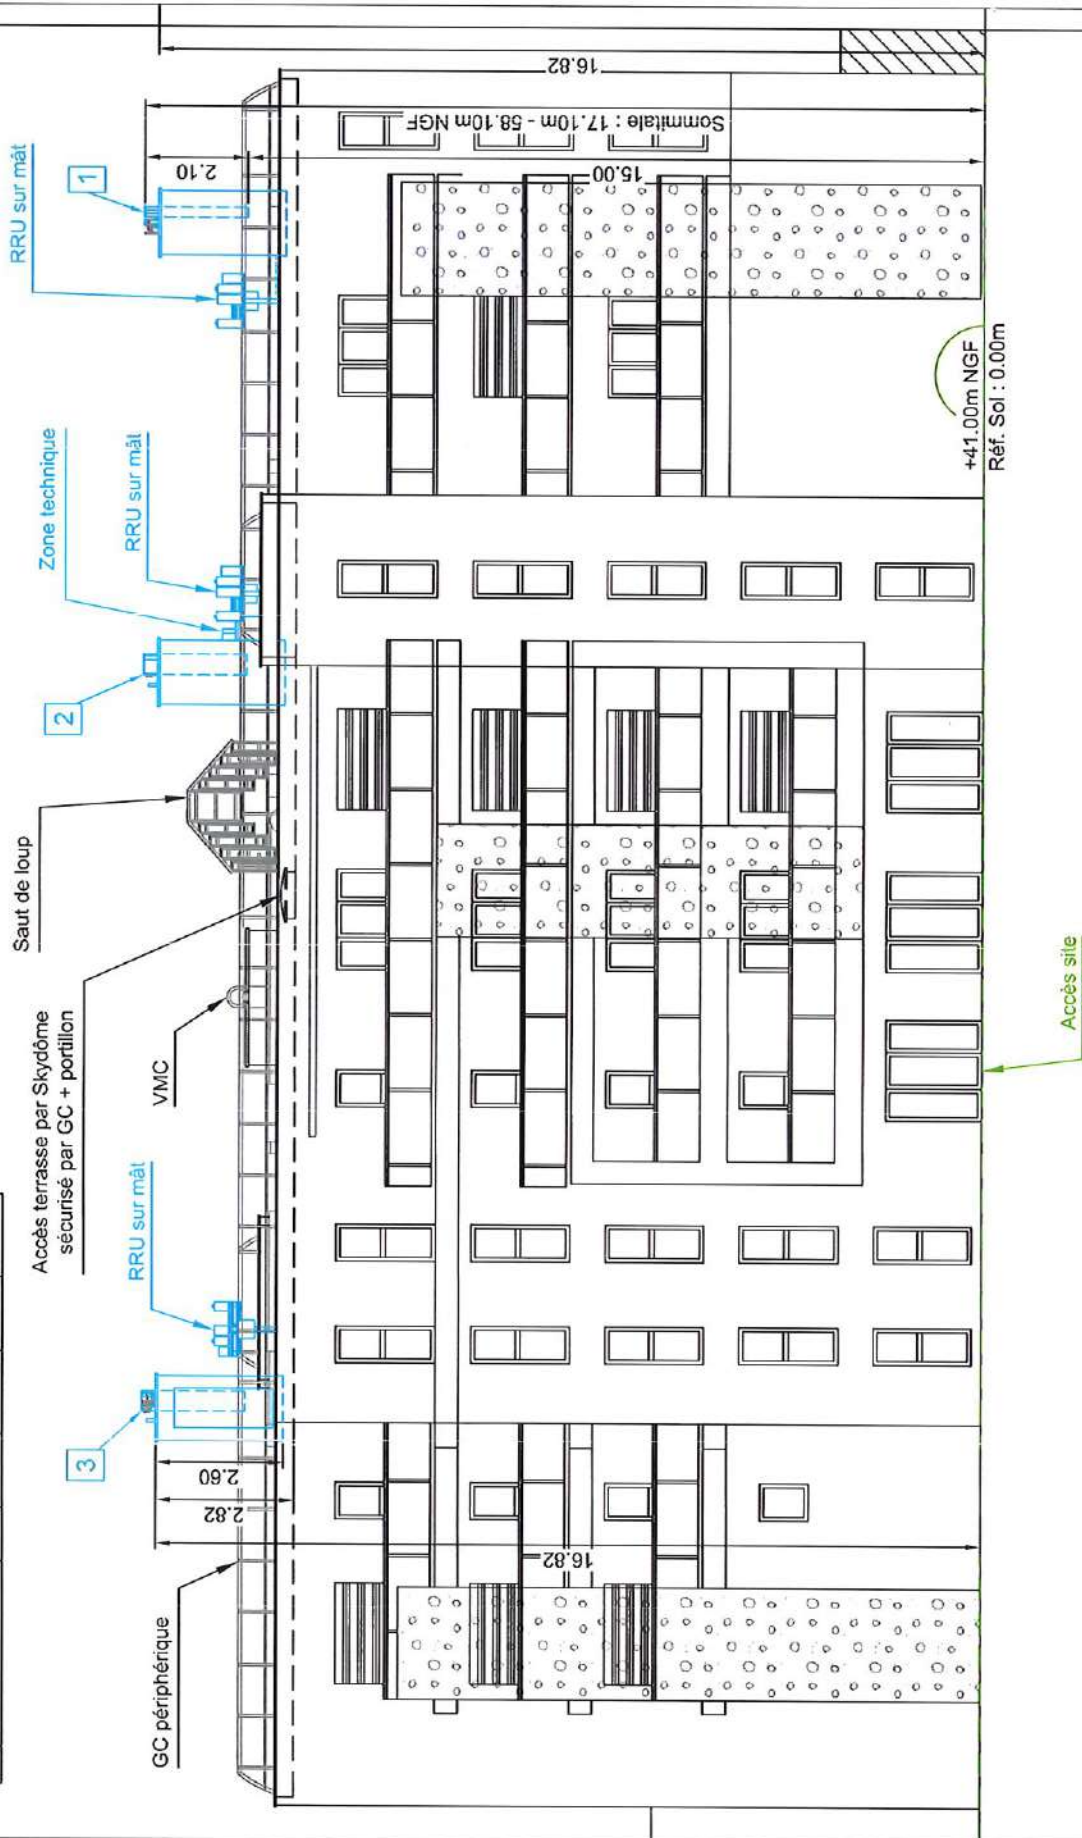 GC périphérique
3
2.60
2.82
16.82
RRU sur mât
Accès terrasse par Skydôme
sécurisé par GC + portillon
VMC
Saut de loup
2
Zone technique
RRU sur mât
RRU sur mât
1
2.10
15.00
Sommitale : 17.10m - 58.10m NGF
16.82
+41.00m NGF
Réf. Sol : 0.00m
Accès site